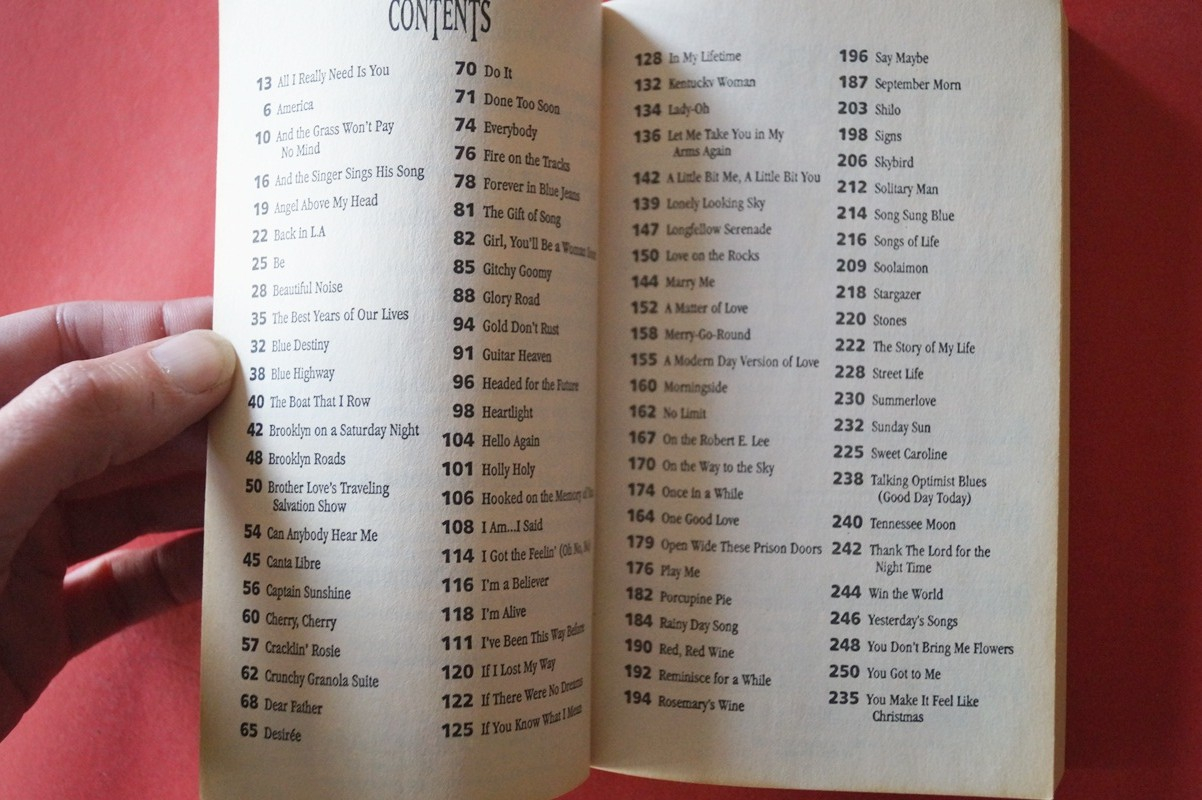 CONTENTS
13 All I Really Need Is You
6 America
10 And the Grass Won't Pay
No Mind
16 And the Singer Sings His Song
19 Angel Above My Head
22 Back in L.A
25 Be
28 Beautiful Noise
35 The Best Years of Our Lives
32 Blue Destiny
38 Blue Highway
40 The Boat That I Row
42 Brooklyn on a Saturday Night
48 Brooklyn Roads
50 Brother Love's Traveling
Salvation Show
54 Can Anybody Hear Me
45 Canta Libre
56 Captain Sunshine
60 Cherry, Cherry
57 Cracklin' Rosie
62 Crunchy Granola Suite
68 Dear Father
65 Desirée
70 Do It
71 Done Too Soon
74 Everybody
76 Fire on the Tracks
78 Forever in Blue Jeans
81 The Gift of Song
82 Girl, You'll Be a Woman
85 Gitchy Goomy
88 Glory Road
94 Gold Don't Rust
91 Guitar Heaven
96 Headed for the Future
98 Heartlight
104 Hello Again
101 Holly Holy
106 Hooked on the Memory of
108 I Am...I Said
114 I Got the Feelin' (Oh No, No)
116 I'm a Believer
118 I'm Alive
111 I've Been This Way Before
120 If I Lost My Way
122 If There Were No Dreams
125 If You Know What I Mean
128 In My Lifetime
132 Kentucky Woman
134 Lady-Oh
136 Let Me Take You in My
Arms Again
142 A Little Bit Me, A Little Bit You
139 Lonely Looking Sky
147 Longfellow Serenade
150 Love on the Rocks
144 Marry Me
152 A Matter of Love
158 Merry-Go-Round
155 A Modern Day Version of Love
160 Morningside
162 No Limit
167 On the Robert E. Lee
170 On the Way to the Sky
174 Once in a While
164 One Good Love
179 Open Wide These Prison Doors
176 Play Me
182 Porcupine Pie
184 Rainy Day Song
190 Red, Red Wine
192 Reminisce for a While
194 Rosemary's Wine
196 Say Maybe
187 September Morn
203 Shilo
198 Signs
206 Skybird
212 Solitary Man
214 Song Sung Blue
216 Songs of Life
209 Soolaimon
218 Stargazer
220 Stones
222 The Story of My Life
228 Street Life
230 Summerlove
232 Sunday Sun
225 Sweet Caroline
238 Talking Optimist Blues
(Good Day Today)
240 Tennessee Moon
242 Thank The Lord for the
Night Time
244 Win the World
246 Yesterday's Songs
248 You Don't Bring Me Flowers
250 You Got to Me
235 You Make It Feel Like
Christmas